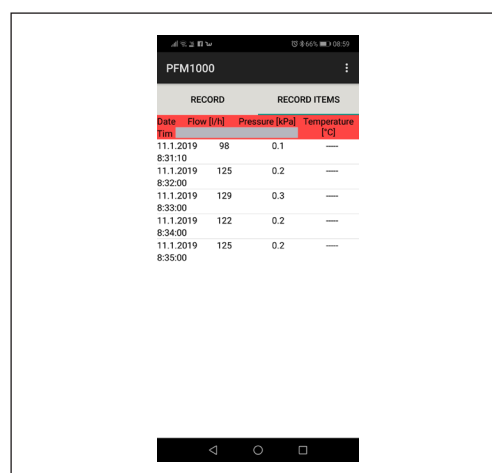 66% 08:59
PFM1000
RECORD RECORD ITEMS
Date Flow [l/h] Pressure [kPa] Temperature
Tim [°C]
11.1.2019 98 0.1 -----
8:31:10
11.1.2019 125 0.2 -----
8:32:00
11.1.2019 129 0.3 -----
8:33:00
11.1.2019 122 0.2 -----
8:34:00
11.1.2019 125 0.2 -----
8:35:00